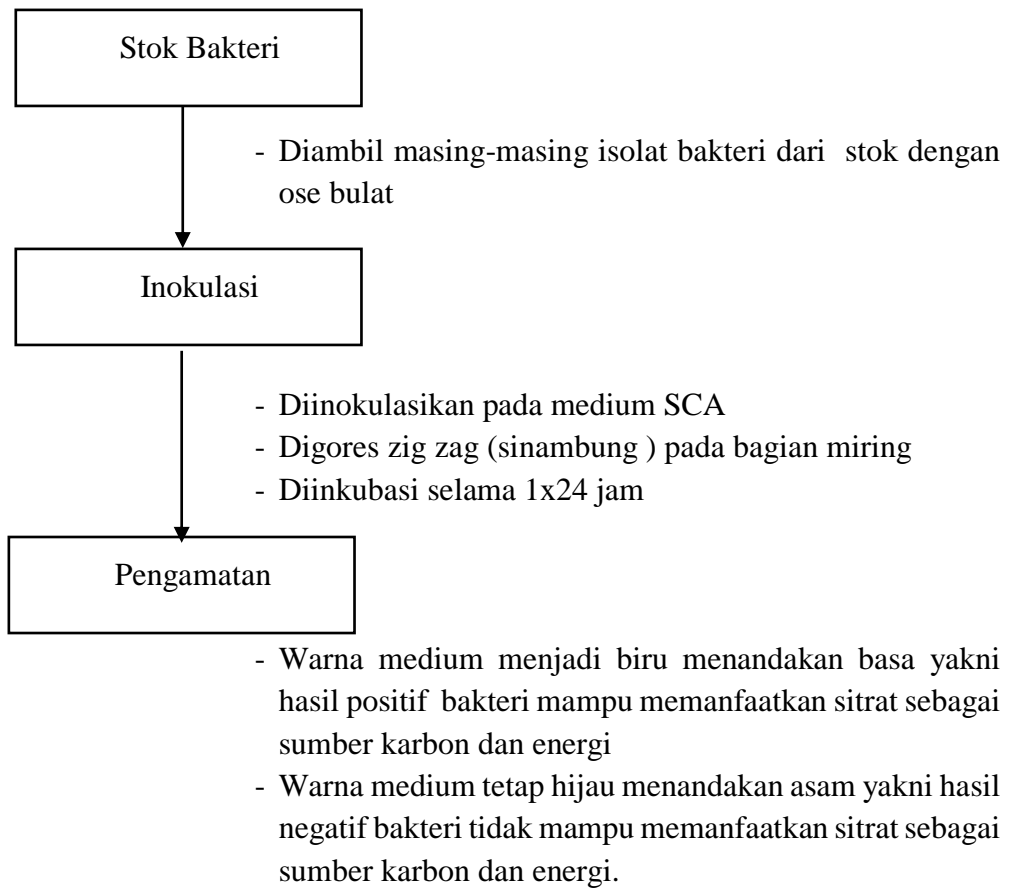 Stok Bakteri
- Diambil masing-masing isolat bakteri dari stok dengan
ose bulat
Inokulasi
- Diinokulasikan pada medium SCA
- Digores zig zag (sinambung ) pada bagian miring
- Diinkubasi selama 1x24 jam
Pengamatan
- Warna medium menjadi biru menandakan basa yakni
hasil positif bakteri mampu memanfaatkan sitrat sebagai
sumber karbon dan energi
- Warna medium tetap hijau menandakan asam yakni hasil
negatif bakteri tidak mampu memanfaatkan sitrat sebagai
sumber karbon dan energi.